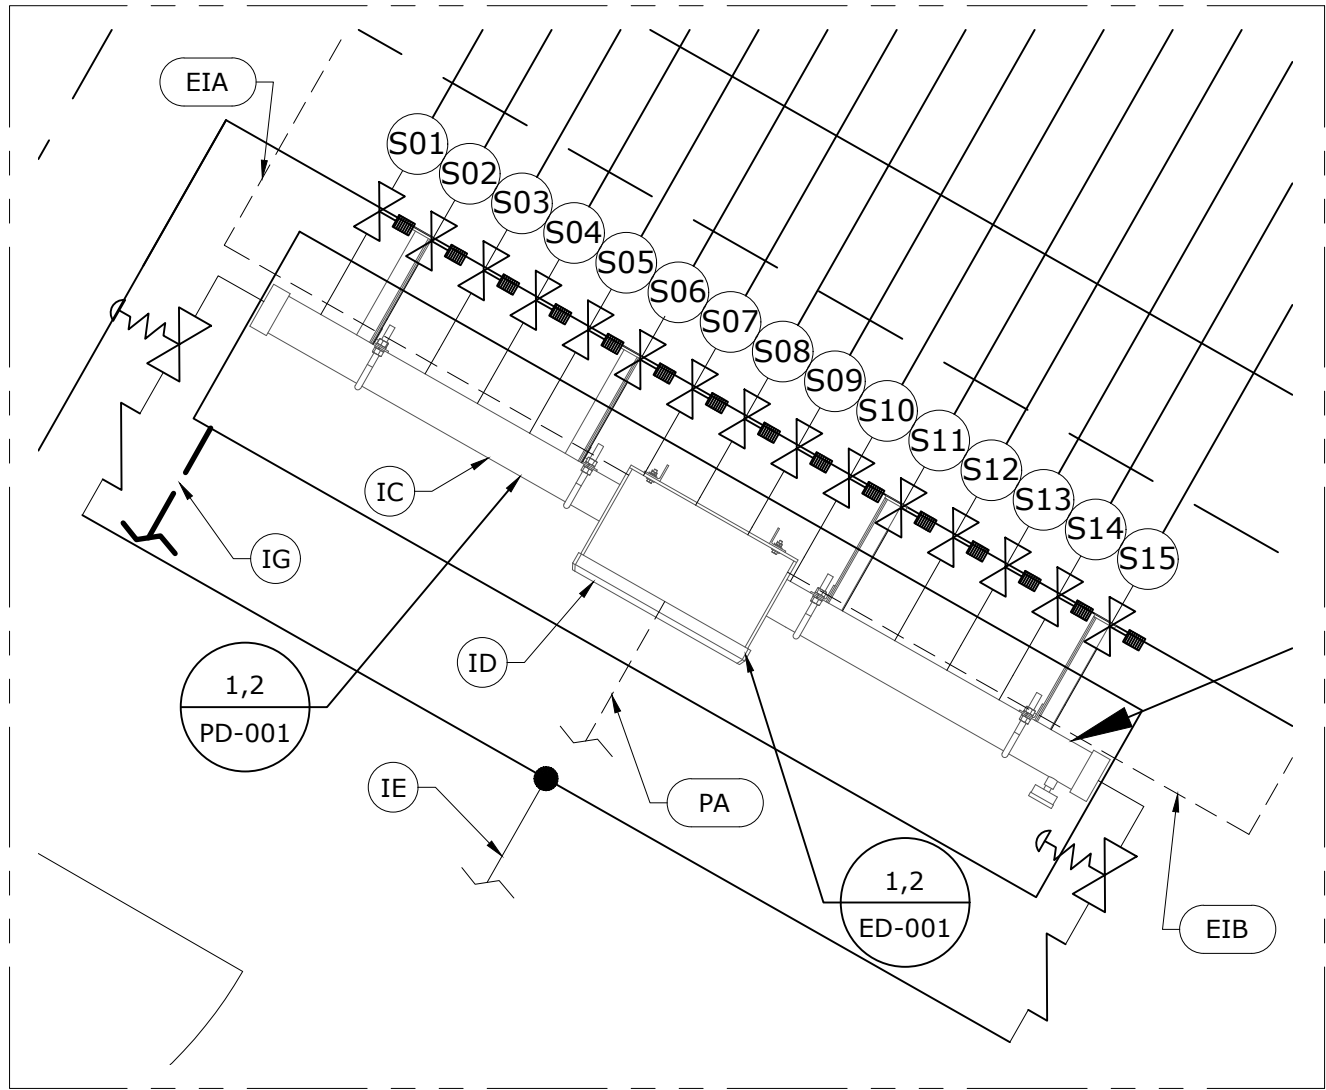 EIA
S01
S02
S03
S04
S05
S06
S07
S08
S09
S10
S11
S12
S13
S14
S15
IC
IG
ID
1,2
PD-001
IE
PA
1,2
ED-001
EIB